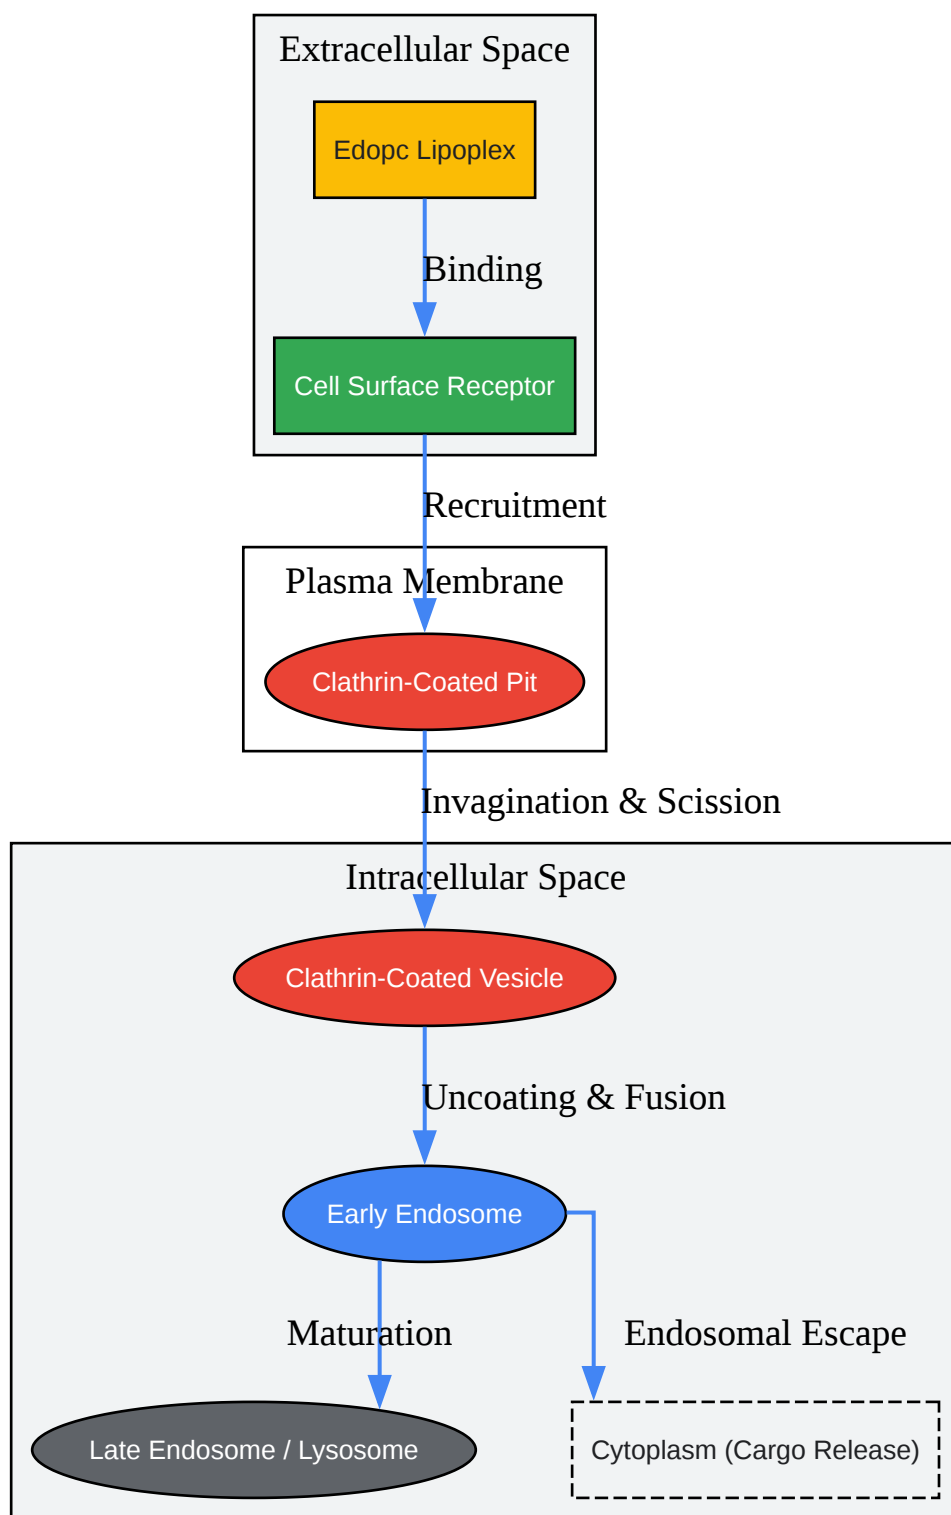 Extracellular Space
Edopc Lipoplex
Binding
Cell Surface Receptor
Recruitment
Plasma Membrane
Clathrin-Coated Pit
Invagination & Scission
Intracellular Space
Clathrin-Coated Vesicle
Uncoating & Fusion
Early Endosome
Maturation
Endosomal Escape
Late Endosome / Lysosome
Cytoplasm (Cargo Release)